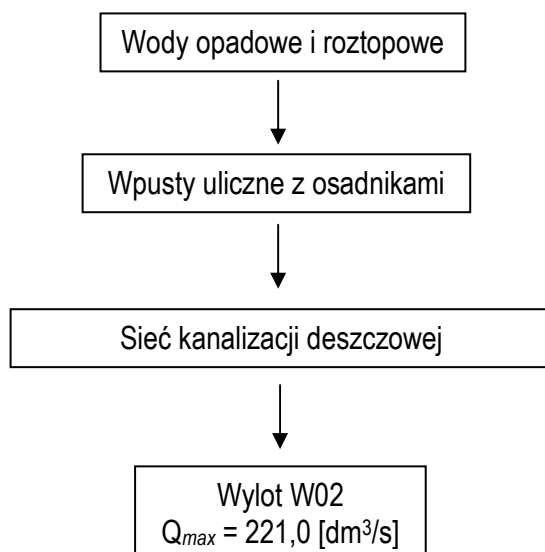 Wody opadowe i roztopowe
Wpusty uliczne z osadnikami
Sieć kanalizacji deszczowej
Wylot W02
Qmax = 221,0 [dm³/s]